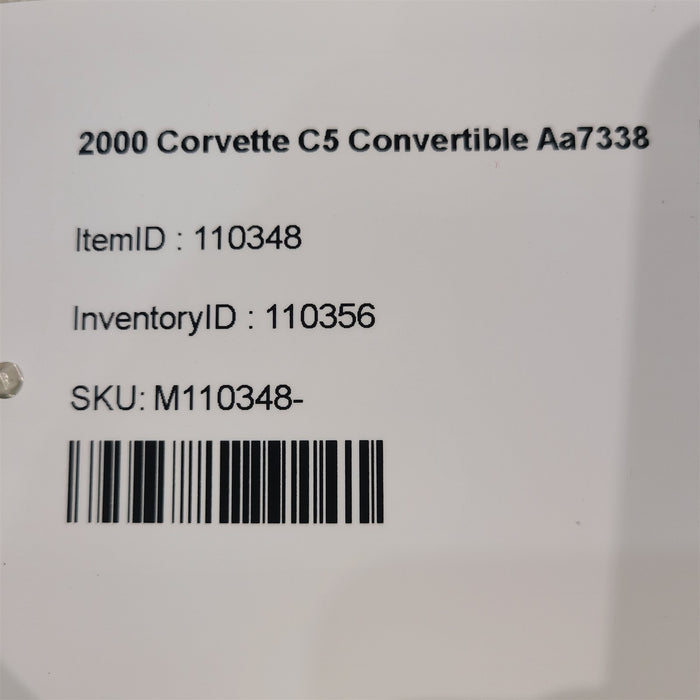 2000 Corvette C5 Convertible Aa7338
ItemID : 110348
InventoryID : 110356
SKU: M110348-